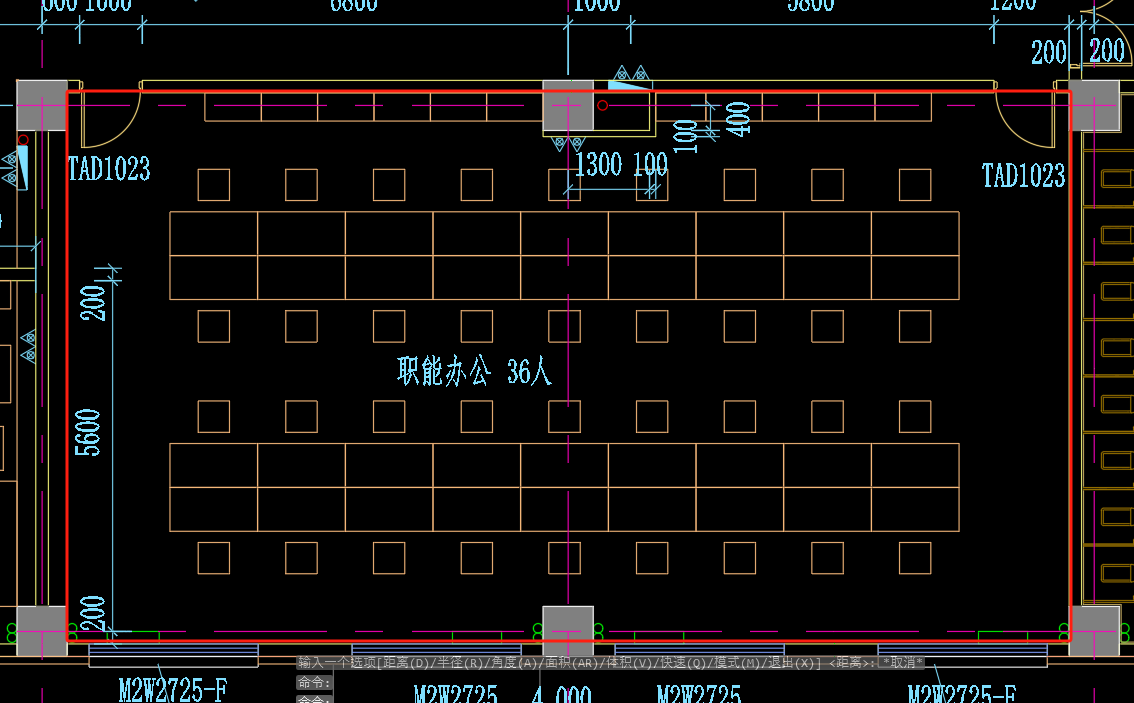 1000
6800
1000
5800
1200
200
200
TAD1023
100
400
1300 100
TAD1023
200
职能办公 36人
5600
200
输入一个选项[距离(D)/半径(R)/角度(A)/面积(AR)/体积(V)/快速(Q)/模式(M)/退出(X)] <距离>: *取消*
命令:
命令:
M2W2725-F
M2W2725
4.000
M2W2725
M2W2725-F